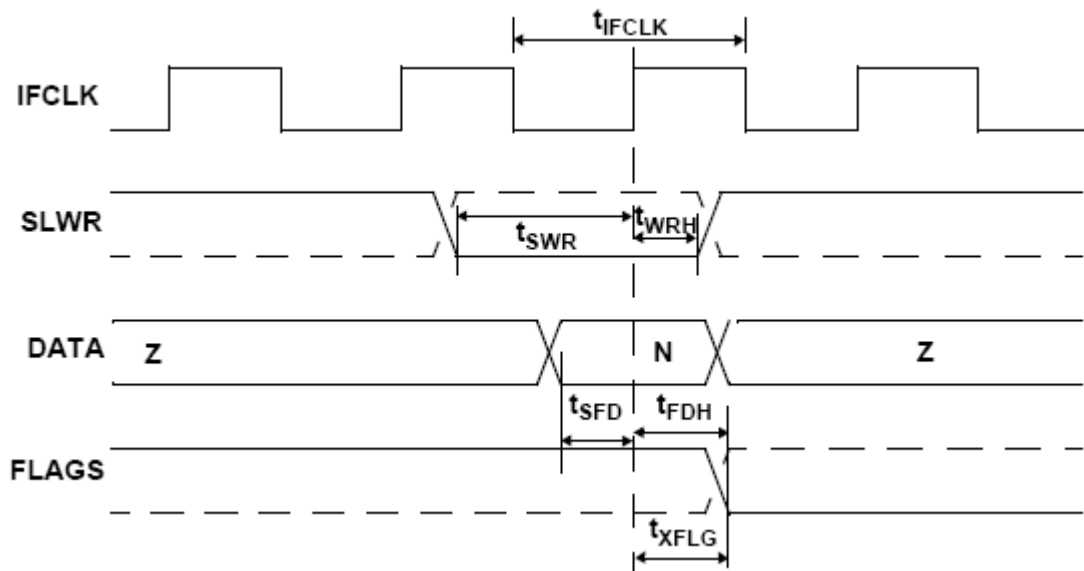 tIFCLK
IFCLK
SLWR
tSWR
tWRH
DATA
Z
N
Z
tSFD
tFDH
FLAGS
tXFLG